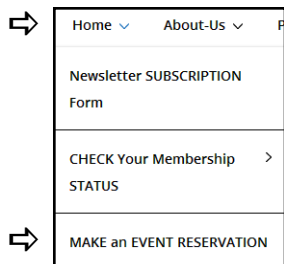 Home About-Us P
Newsletter SUBSCRIPTION
Form
CHECK Your Membership
STATUS
MAKE an EVENT RESERVATION